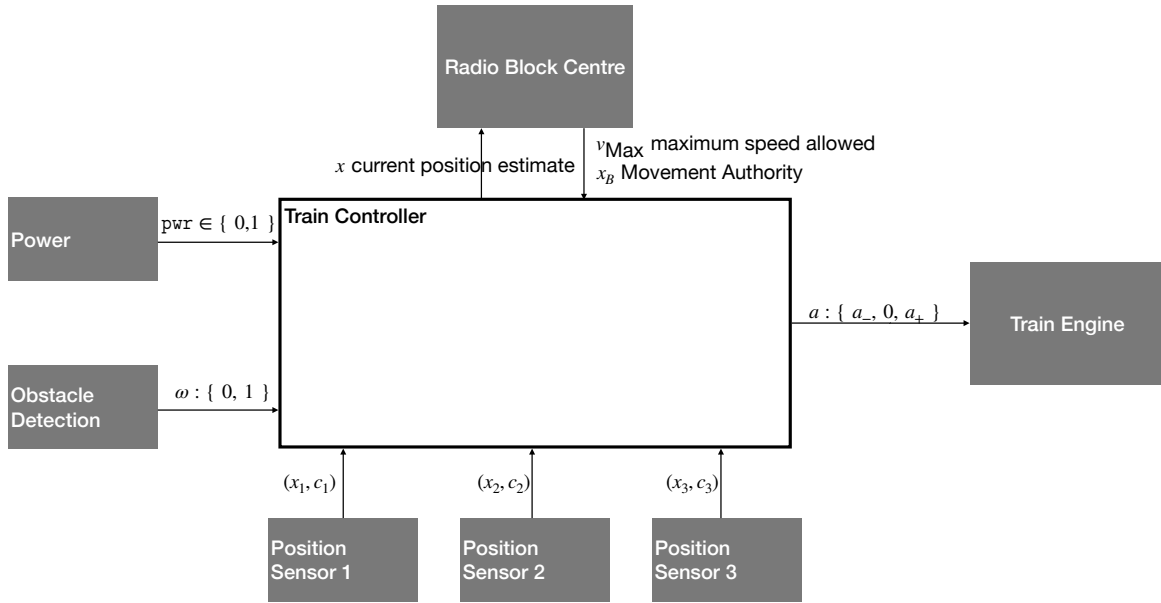 Radio Block Centre
x current position estimate
vMax maximum speed allowed
xB Movement Authority
Power
pwr ∈ { 0,1 }
Train Controller
a : { a−, 0, a+ }
Train Engine
Obstacle
Detection
ω : { 0, 1 }
(x1, c1)
(x2, c2)
(x3, c3)
Position
Sensor 1
Position
Sensor 2
Position
Sensor 3